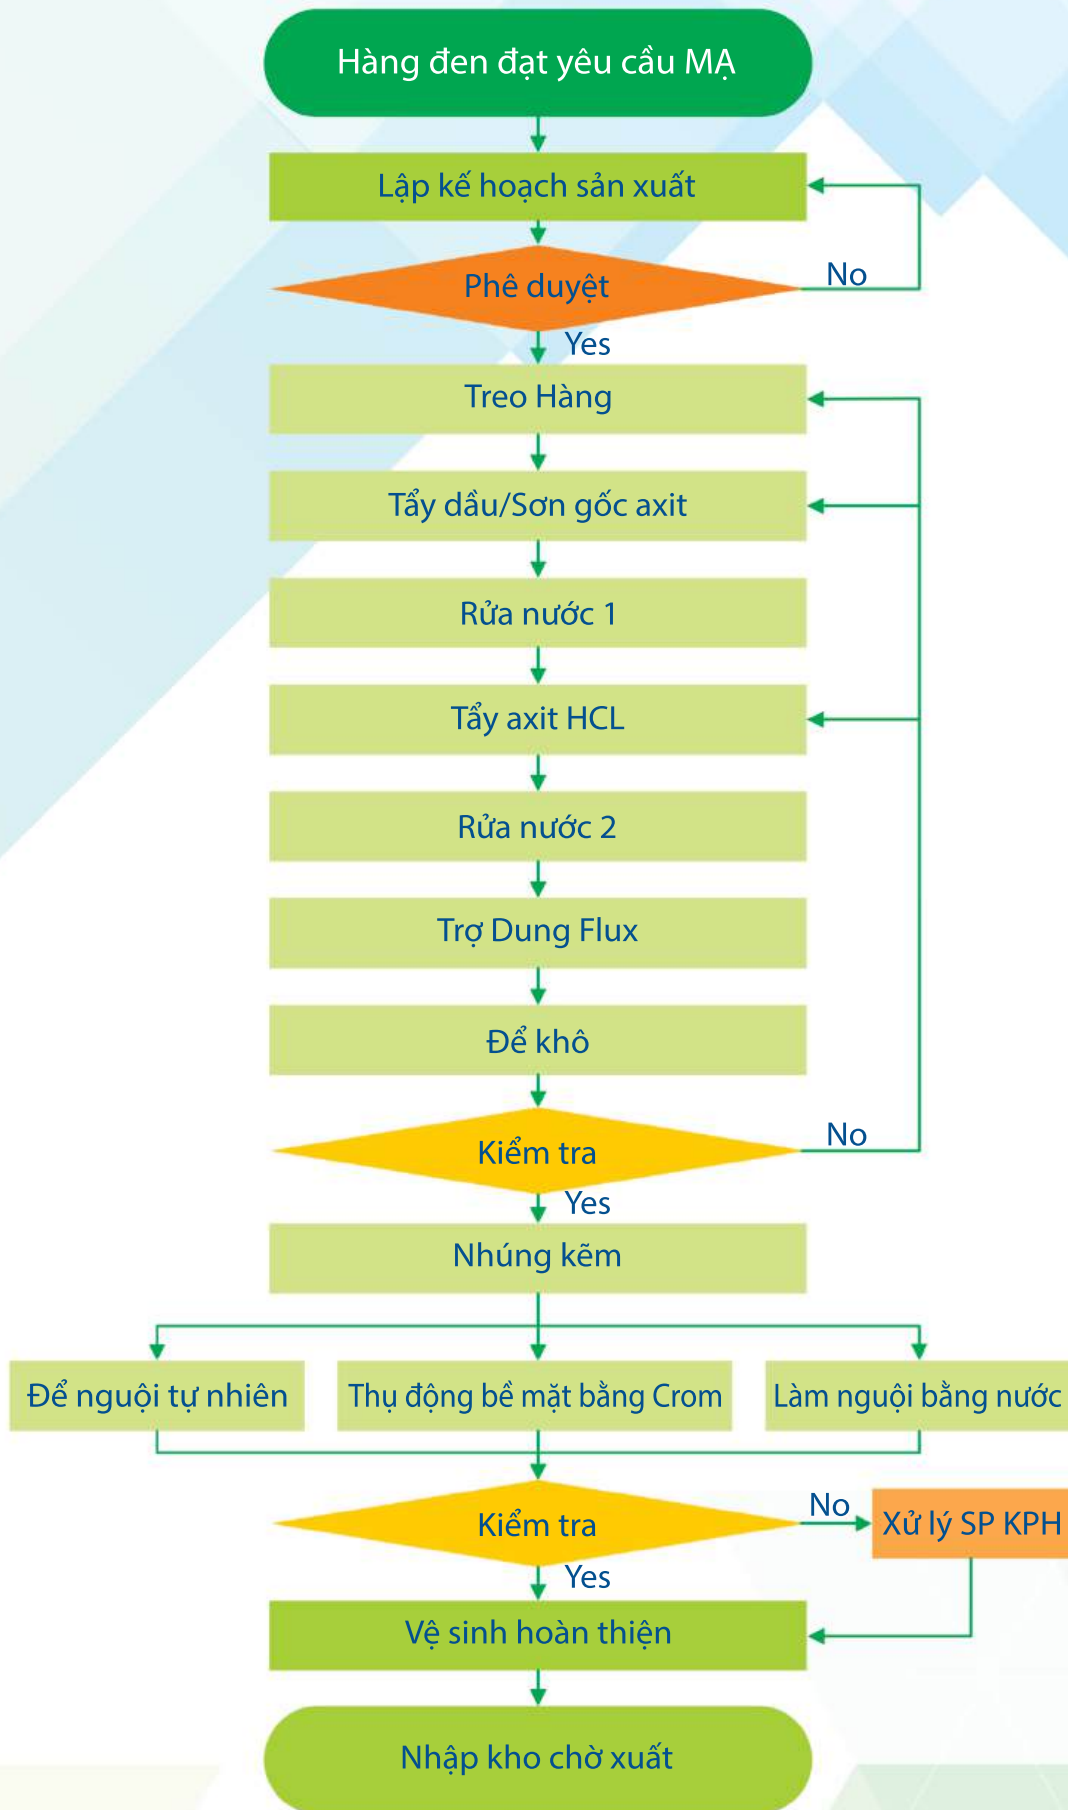 Hàng đen đạt yêu cầu MẠ
Lập kế hoạch sản xuất
Phê duyệt
No
Yes
Treo Hàng
Tẩy dầu/Sơn gốc axit
Rửa nước 1
Tẩy axit HCL
Rửa nước 2
Trợ Dung Flux
Để khô
Kiểm tra
No
Yes
Nhúng kẽm
Để nguội tự nhiên
Thụ động bề mặt bằng Crom
Làm nguội bằng nước
Kiểm tra
No
Xử lý SP KPH
Yes
Vệ sinh hoàn thiện
Nhập kho chờ xuất